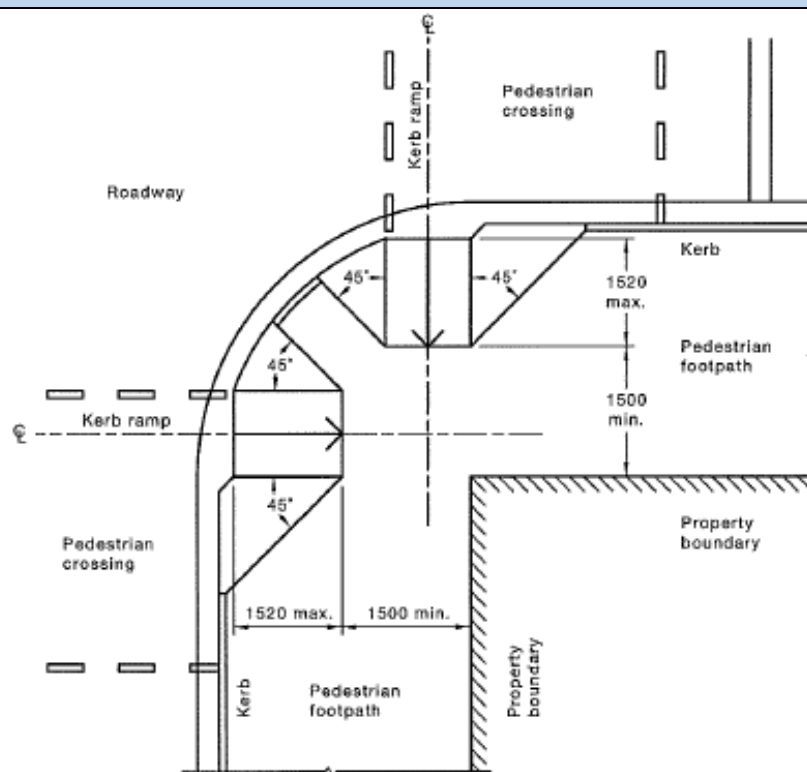 ℄
Kerb ramp
Pedestrian
crossing
Roadway
45°
45°
Kerb
1520
max.
Pedestrian
footpath
1500
min.
45°
℄
Kerb ramp
45°
Property
boundary
Pedestrian
crossing
1520 max.
1500 min.
Kerb
Pedestrian
footpath
Property
boundary